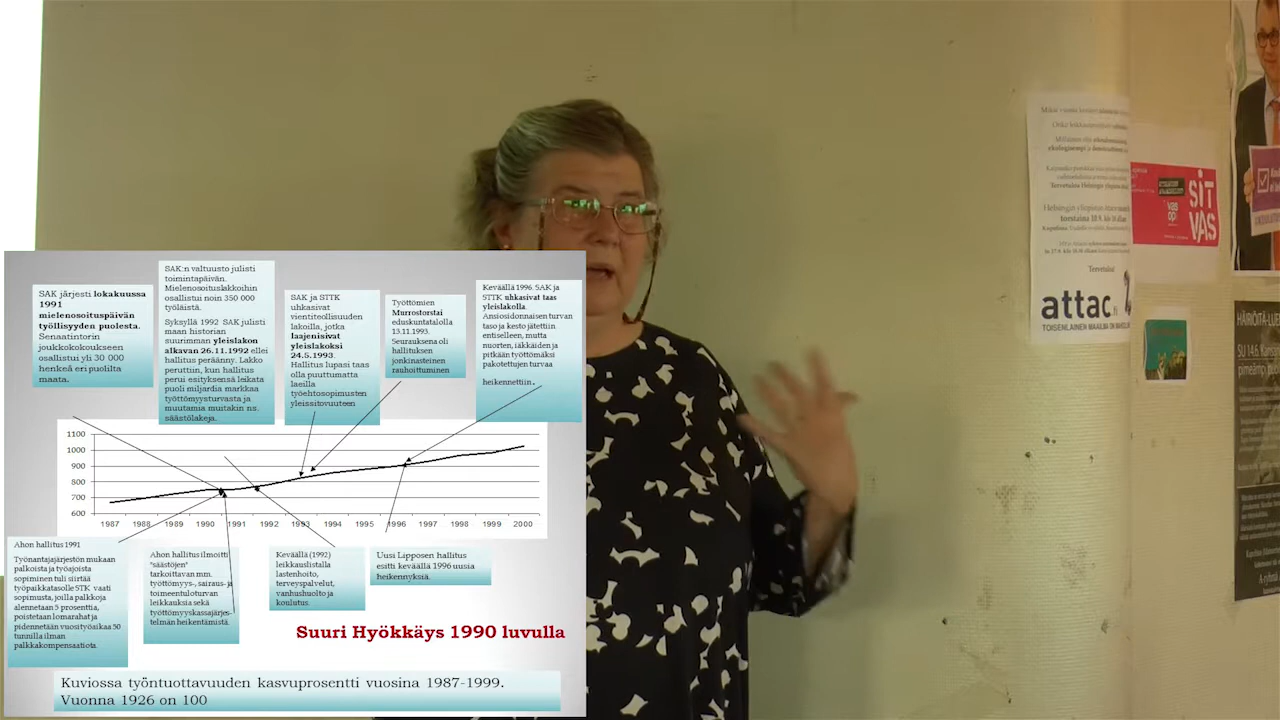 SAK järjesti lokakuussa
1991
mielenosoituspäivän
työllisyyden puolesta.
Senaatintorin
joukkokokoukseen
osallistui yli 30 000
henkeä eri puolilta
maata.
SAK:n valtuusto julisti
toimintapäivän.
Mielenosoituslakkoihin
osallistui noin 350 000
työläistä.
Syksyllä 1992 SAK julisti
maan historian
suurimman yleislakon
alkavan 26.11.1992 ellei
hallitus peräänny. Lakko
peruttiin, kun hallitus
perui esityksensä leikata
puoli miljardia markkaa
työttömyysturvasta ja
muutamia muitakin ns.
säästölakeja.
SAK ja STTK
uhkasivat
vientiteollisuuden
lakoilla, jotka
laajenisivat
yleislakoksi
24.5.1993.
Hallitus lupasi taas
olla puuttumatta
laeilla
työehtosopimusten
yleissitovuuteen
Työttömien
Murrostorstai
eduskuntatalolla
13.11.1993.
Seurauksena oli
hallituksen
jonkinasteinen
rauhoittuminen
Keväällä 1996. SAK ja
STTK uhkasivat taas
yleislakolla.
Ansiosidonnaisen turvan
taso ja kesto jätettiin
entiselleen, mutta
nuorten, iäkkäiden ja
pitkään työttömäksi
pakotettujen turvaa
heikennettiin.
1100
1000
900
800
700
600
1987 1988 1989 1990 1991 1992 1993 1994 1995 1996 1997 1998 1999 2000
Ahon hallitus 1991
Työnantajajärjestön mukaan
palkoista ja työajoista
sopiminen tuli siirtää
työpaikkatasolle STK vaati
sopimusta, joilla palkkoja
alennetaan 5 prosenttia,
poistetaan lomarahat ja
pidennetään vuosityöaikaa 50
tunnilla ilman
palkkakompensaatiota.
Ahon hallitus ilmoitti
"säästöjen"
tarkoittavan mm.
työttömyys-, sairaus- ja
toimeentuloturvan
leikkauksia sekä
työttömyyskassajärjes-
telmän heikentämistä.
Keväällä (1992)
leikkauslistalla
lastenhoito,
terveyspalvelut,
vanhushuolto ja
koulutus.
Uusi Lipposen hallitus
esitti keväällä 1996 uusia
heikennyksiä.
Suuri Hyökkäys 1990 luvulla
Kuviossa työntuottavuuden kasvuprosentti vuosina 1987-1999.
Vuonna 1926 on 100
Tervetuloa!
attac.fi
TOISENLAINEN MAAILMA ON
vas
opi
SIT
VAS
SU 14.6.